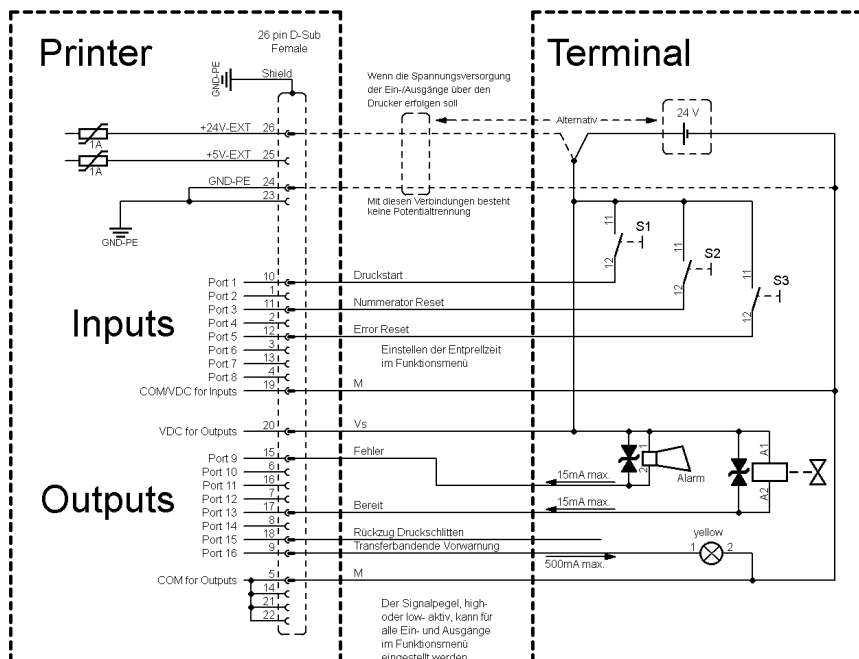 Printer
26 pin D-Sub
Female
Terminal
GND-PE
Shield
Wenn die Spannungsversorgung
der Ein-/Ausgänge über den
Drucker erfolgen soll
Alternativ
24 V
+24V-EXT 26
1A
+5V-EXT 25
1A
GND-PE 24
23
GND-PE
Mit diesen Verbindungen besteht
keine Potentialtrennung
11
12
S1
11
12
S2
11
12
S3
Inputs
Port 1 10 Druckstart
Port 2 1
Port 3 11 Nummerator Reset
Port 4 2
Port 5 12 Error Reset
Port 6 3
Port 7 13
Port 8 4
COM/VDC for Inputs 19 M
Einstellen der Entprellzeit
im Funktionsmenü
VDC for Outputs 20 Vs
Outputs
Port 9 15 Fehler
Port 10 6
Port 11 16
Port 12 7
Port 13 17 Bereit
Port 14 8
Port 15 18 Rückzug Druckschlitten
Port 16 9 Transferbandende Vorwarnung
COM for Outputs 5 M
14
21
22
1
2
Alarm
15mA max.
15mA max.
A1
A2
yellow
1 2
500mA max.
Der Signalpegel, high-
oder low- aktiv, kann für
alle Ein- und Ausgänge
im Funktionsmenü
eingestellt werden